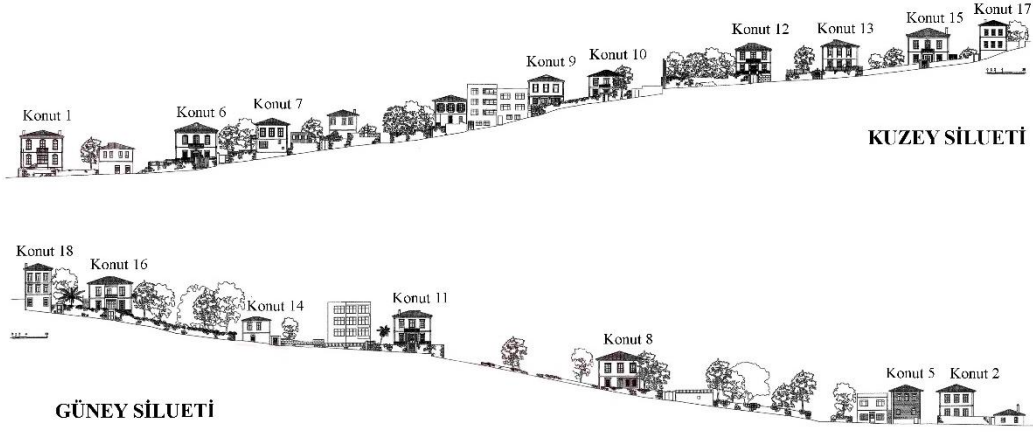 Konut 17
Konut 15
Konut 12
Konut 13
Konut 9
Konut 10
Konut 7
Konut 6
Konut 1
KUZEY SİLUETİ
Konut 18
Konut 16
Konut 14
Konut 11
Konut 8
Konut 5
Konut 2
GÜNEY SİLUETİ